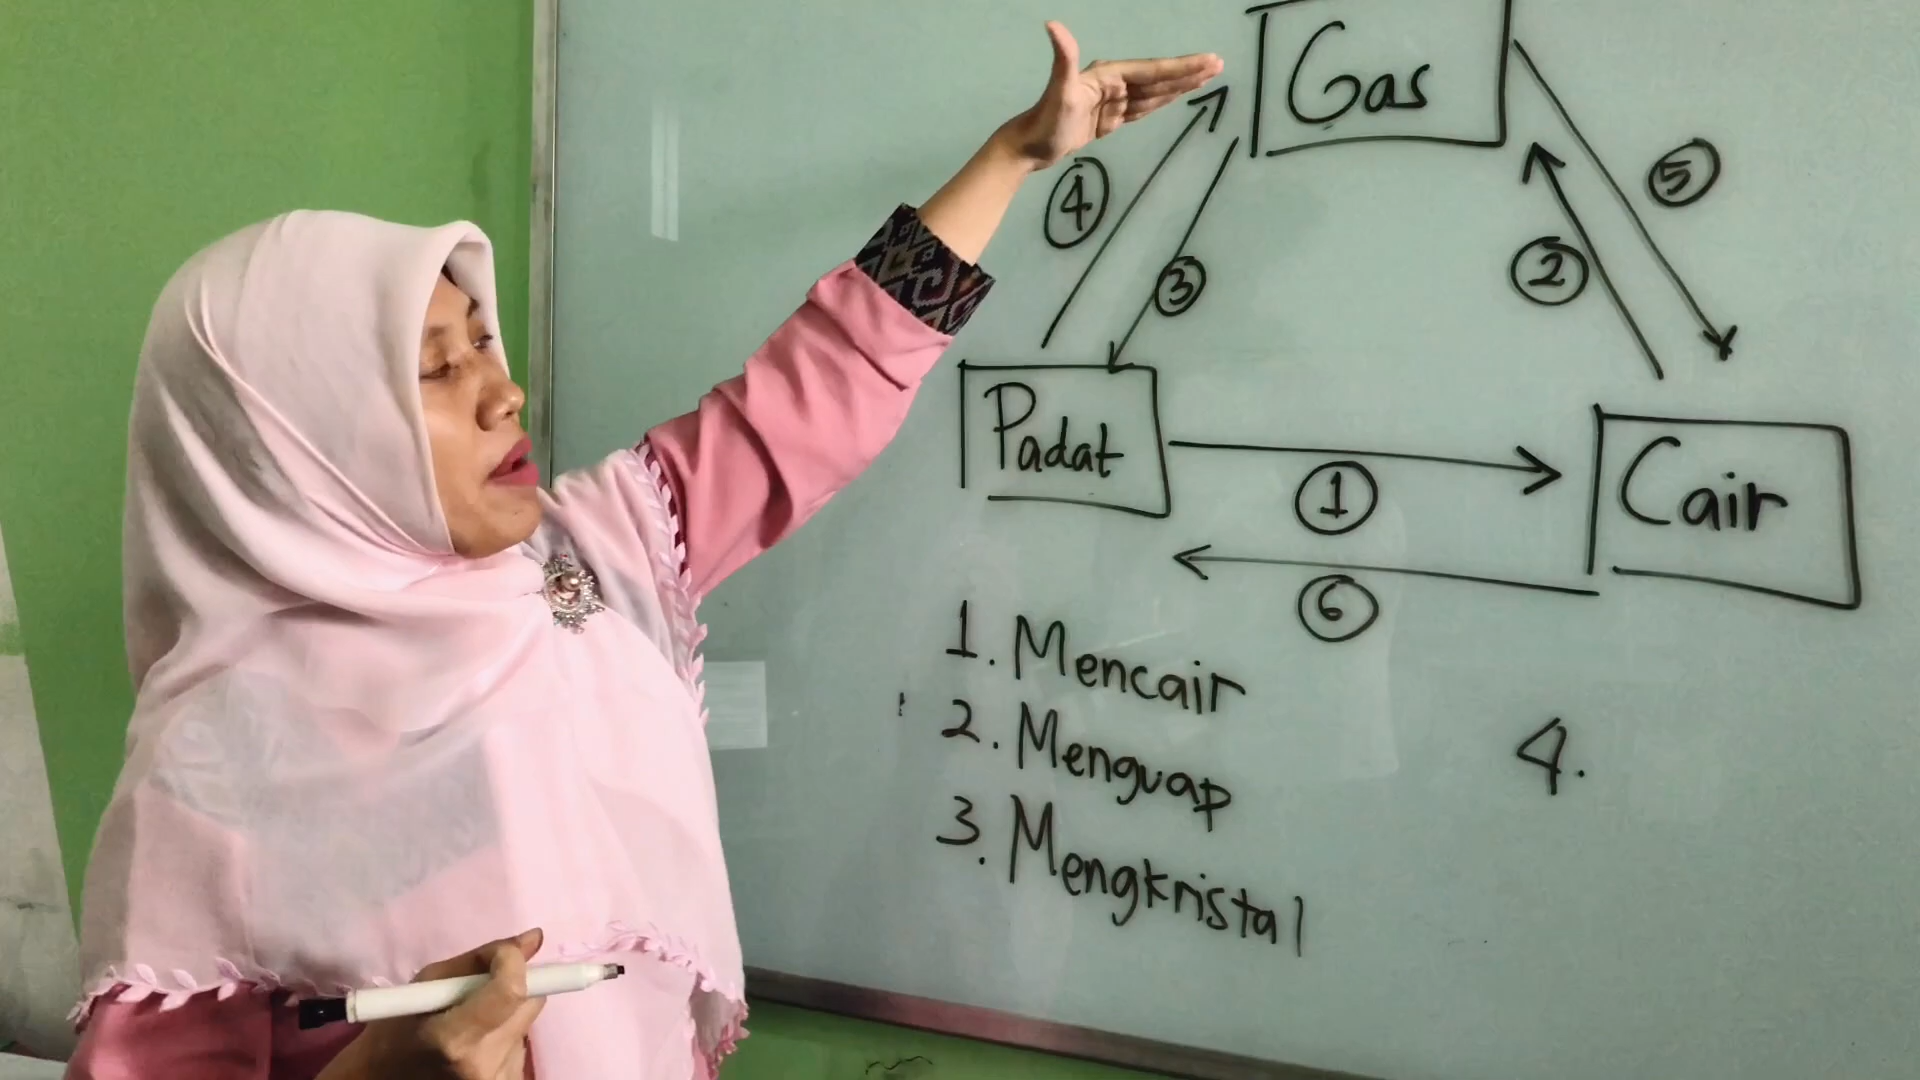 Gas
4
5
3
2
Padat
1
Cair
6
1. Mencair
2. Menguap
3. Mengkristal
4.